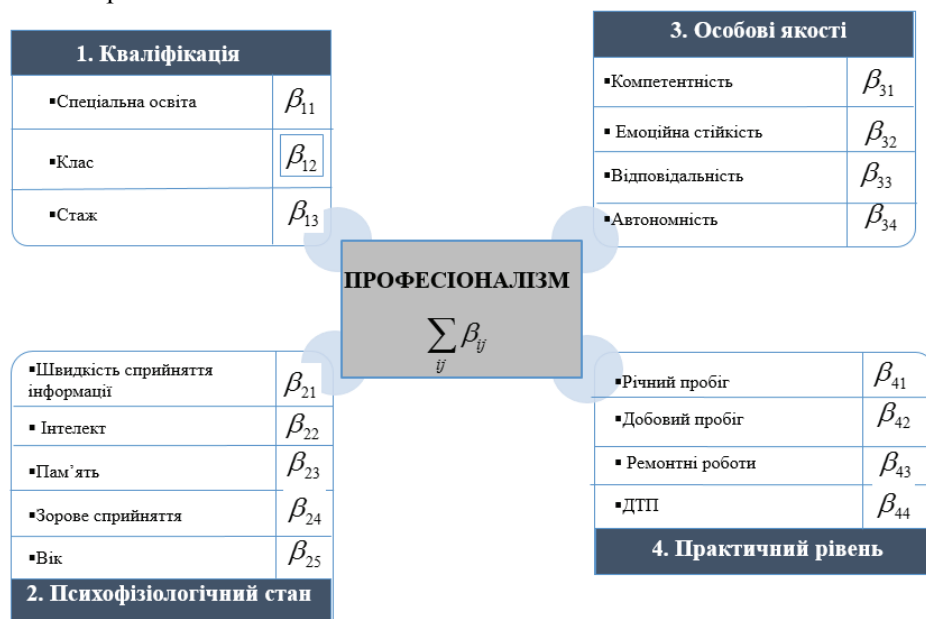 1. Кваліфікація
▪Спеціальна освіта β₁₁
▪Клас β₁₂
▪Стаж β₁₃
3. Особові якості
▪Компетентність β₃₁
▪ Емоційна стійкість β₃₂
▪Відповідальність β₃₃
▪Автономність β₃₄
ПРОФЕСІОНАЛІЗМ
∑ βᵢⱼ
ij
▪Швидкість сприйняття
інформації β₂₁
▪ Інтелект β₂₂
▪Пам’ять β₂₃
▪Зорове сприйняття β₂₄
▪Вік β₂₅
2. Психофізіологічний стан
▪Річний пробіг β₄₁
▪Добовий пробіг β₄₂
▪ Ремонтні роботи β₄₃
▪ДТП β₄₄
4. Практичний рівень